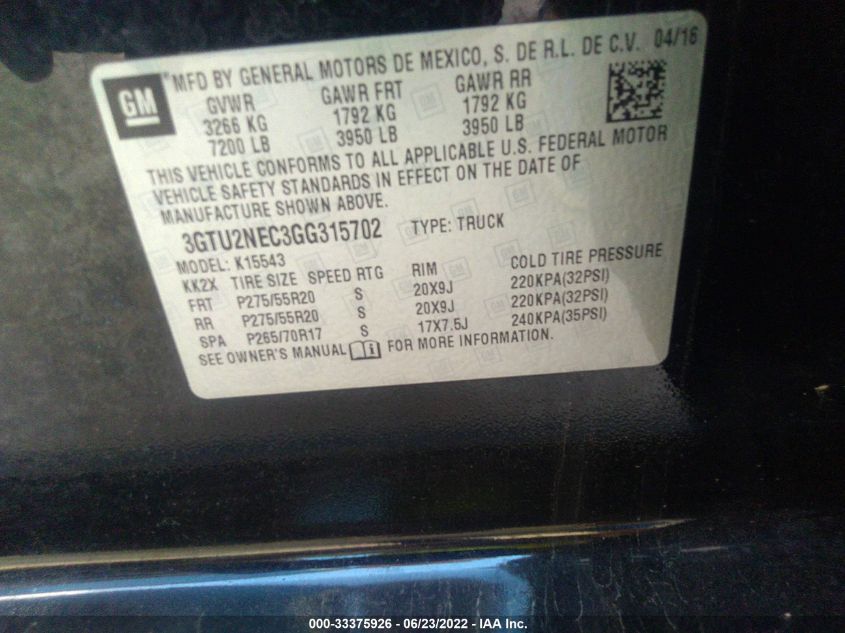 GM
MFD BY GENERAL MOTORS DE MEXICO, S. DE R.L. DE C.V. 04/16
GVWR GAWR FRT GAWR RR
3266 KG 1792 KG 1792 KG
7200 LB 3950 LB 3950 LB
THIS VEHICLE CONFORMS TO ALL APPLICABLE U.S. FEDERAL MOTOR
VEHICLE SAFETY STANDARDS IN EFFECT ON THE DATE OF
MANUFACTURE SHOWN ABOVE.
3GTU2NEC3GG315702 TYPE: TRUCK
MODEL: K15543
KK2X TIRE SIZE SPEED RTG RIM COLD TIRE PRESSURE
FRT P275/55R20 S 20X9J 220KPA(32PSI)
RR P275/55R20 S 20X9J 220KPA(32PSI)
SPA P265/70R17 S 17X7.5J 240KPA(35PSI)
SEE OWNER'S MANUAL FOR MORE INFORMATION.
000-33375926 - 06/23/2022 - IAA Inc.